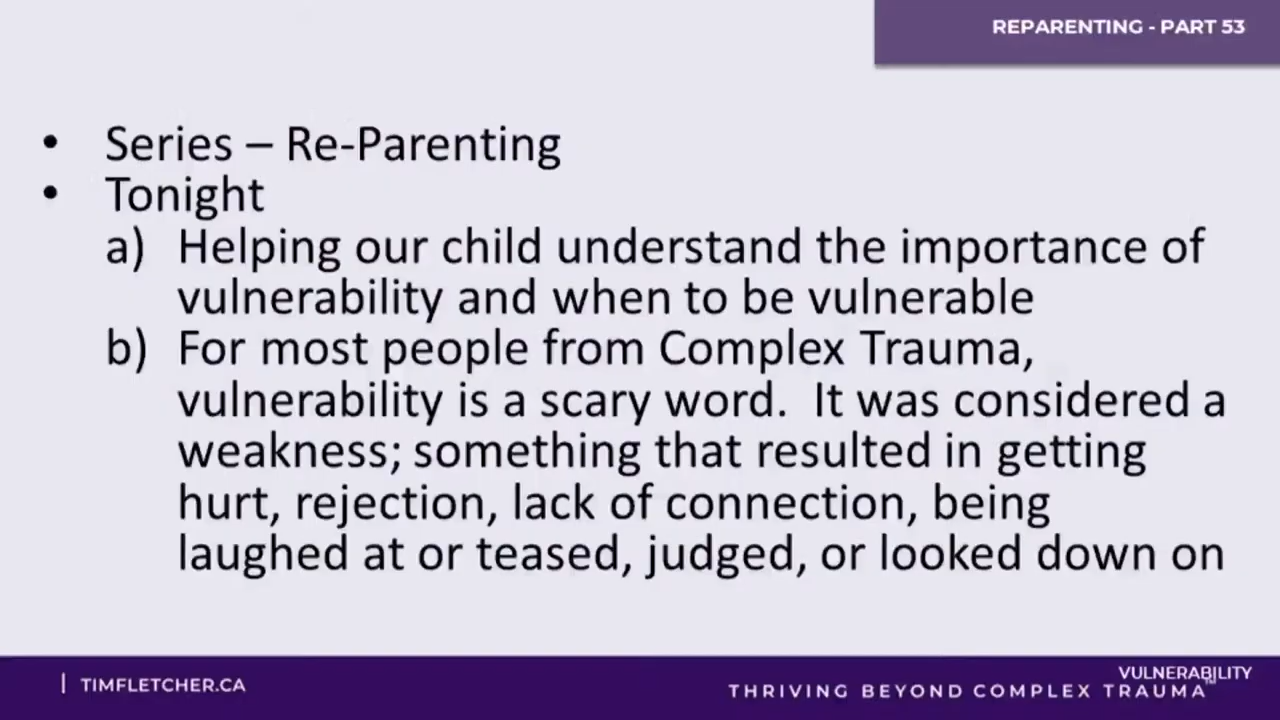 REPARENTING - PART 53
• Series – Re-Parenting
• Tonight
a) Helping our child understand the importance of
vulnerability and when to be vulnerable
b) For most people from Complex Trauma,
vulnerability is a scary word. It was considered a
weakness; something that resulted in getting
hurt, rejection, lack of connection, being
laughed at or teased, judged, or looked down on
| TIMFLETCHER.CA
VULNERABILITY
THRIVING BEYOND COMPLEX TRAUMA™